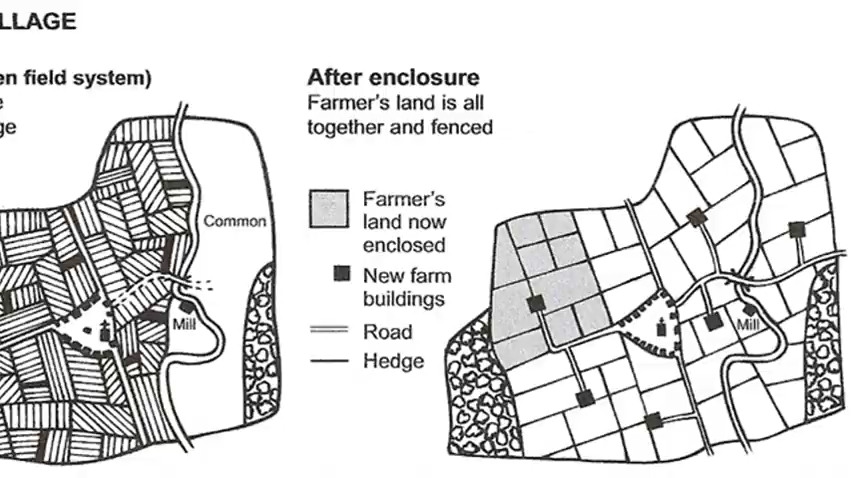 LLAGE
en field system)
e
ge
Common
Mill
After enclosure
Farmer's land is all
together and fenced
Farmer's
land now
enclosed
New farm
buildings
Road
Hedge
Mill